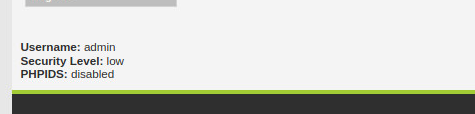 Username: admin
Security Level: low
PHPIDS: disabled